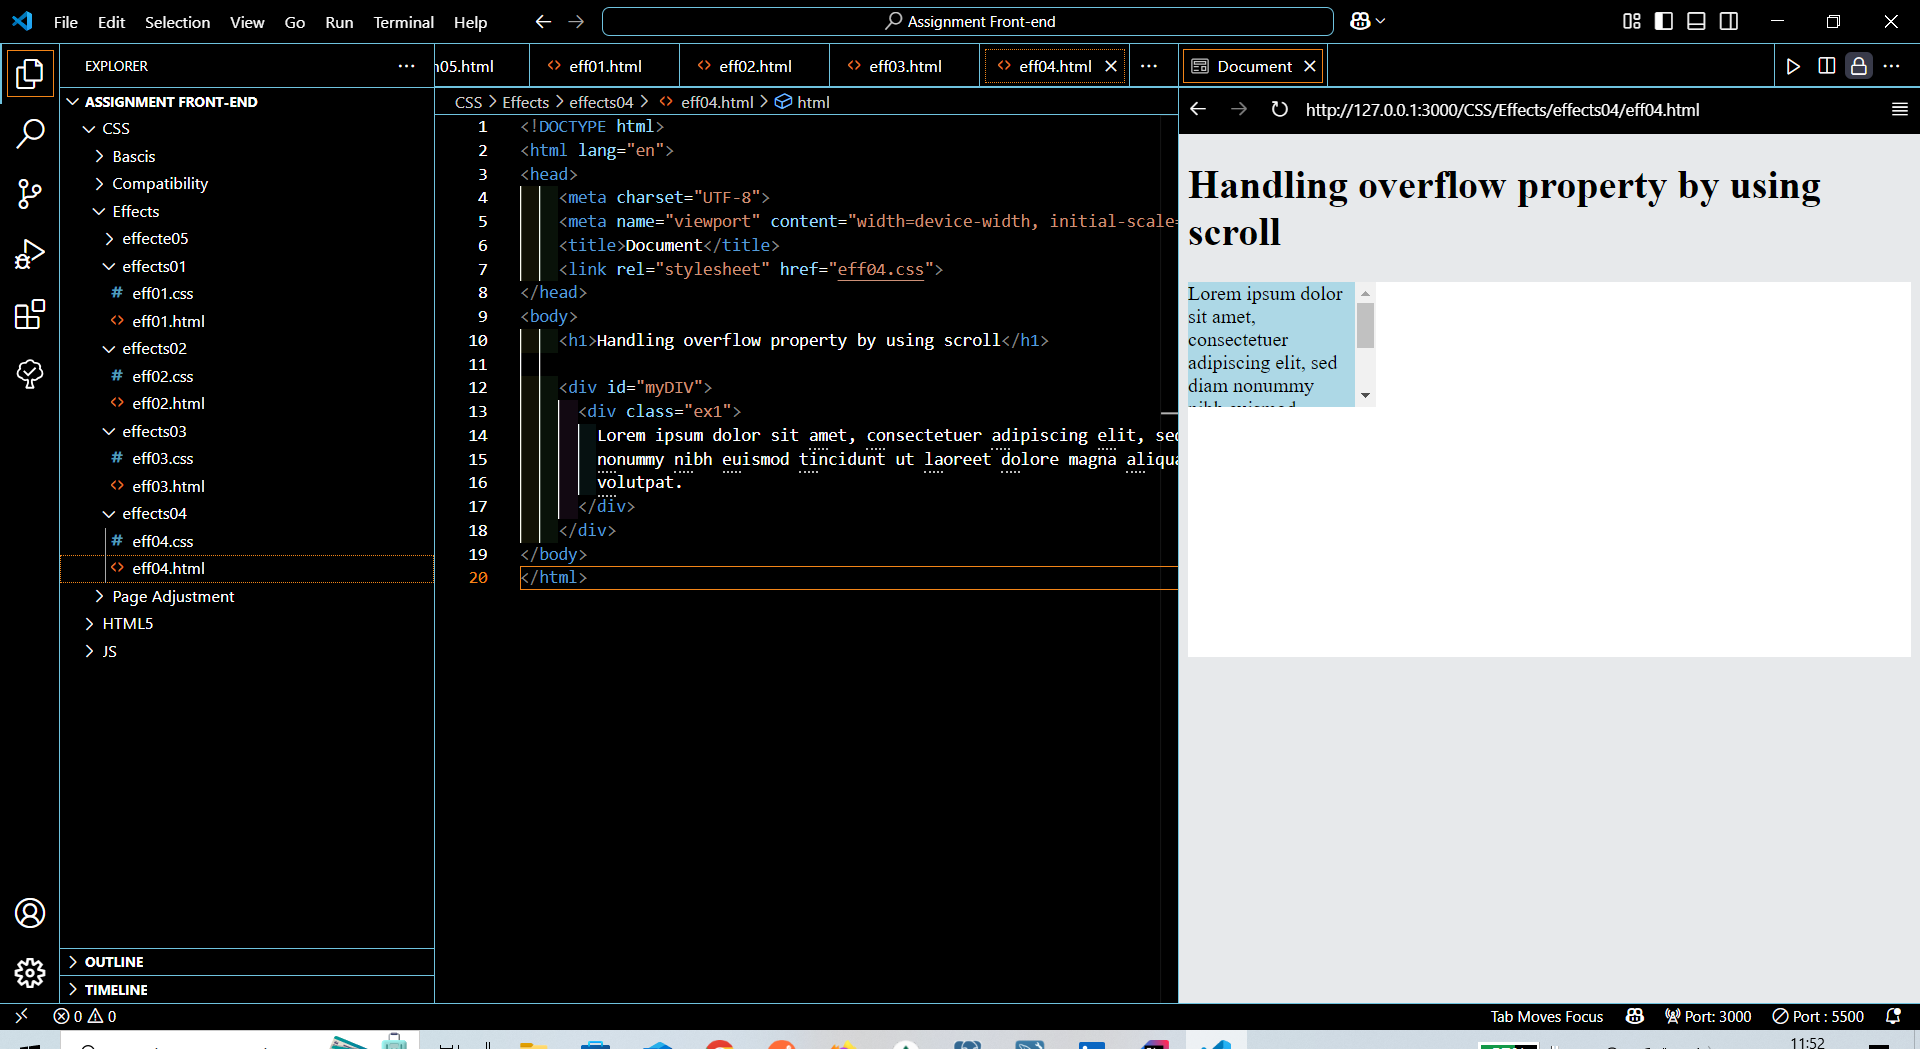 File Edit Selection View Go Run Terminal Help
Assignment Front-end
EXPLORER
ASSIGNMENT FRONT-END
CSS
Bascis
Compatibility
Effects
effecte05
effects01
eff01.css
eff01.html
effects02
eff02.css
eff02.html
effects03
eff03.css
eff03.html
effects04
eff04.css
eff04.html
Page Adjustment
HTML5
JS
OUTLINE
TIMELINE
05.html eff01.html eff02.html eff03.html eff04.html
CSS > Effects > effects04 > eff04.html > html
1 <!DOCTYPE html>
2 <html lang="en">
3 <head>
4 <meta charset="UTF-8">
5 <meta name="viewport" content="width=device-width, initial-scale=
6 <title>Document</title>
7 <link rel="stylesheet" href="eff04.css">
8 </head>
9 <body>
10 <h1>Handling overflow property by using scroll</h1>
11
12 <div id="myDIV">
13 <div class="ex1">
14 Lorem ipsum dolor sit amet, consectetuer adipiscing elit, sed
15 nonummy nibh euismod tincidunt ut laoreet dolore magna aliqua
16 volutpat.
17 </div>
18 </div>
19 </body>
20 </html>
Document
http://127.0.0.1:3000/CSS/Effects/effects04/eff04.html
Handling overflow property by using
scroll
Lorem ipsum dolor
sit amet,
consectetuer
adipiscing elit, sed
diam nonummy
nibh euismod
0 0
Tab Moves Focus Port: 3000 Port : 5500
11:52